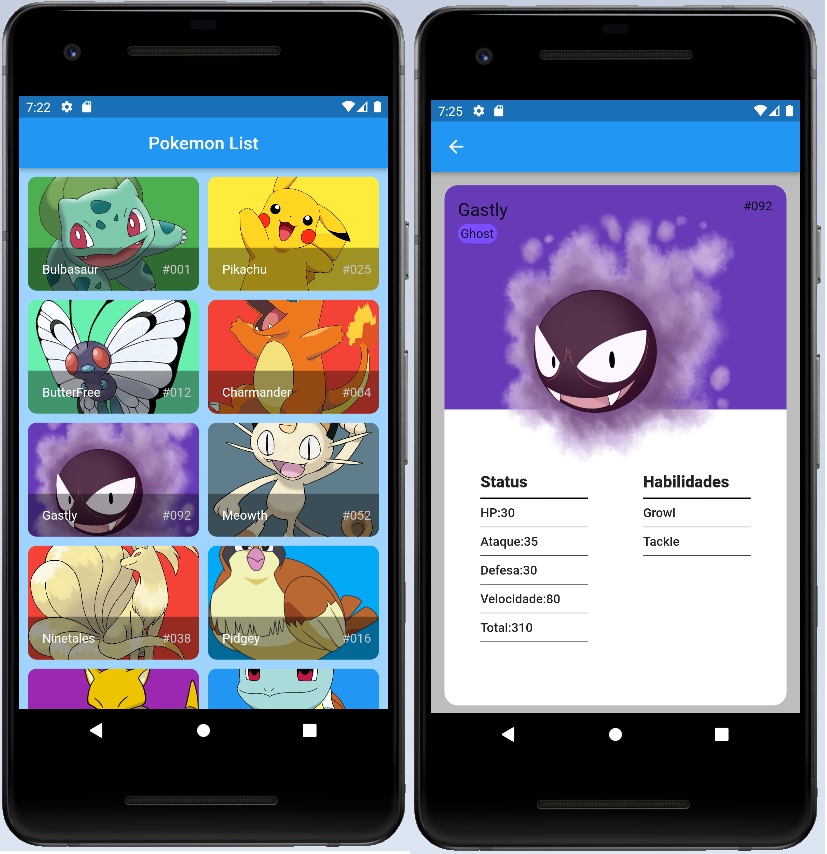 7:22
Pokemon List
Bulbasaur #001
Pikachu #025
ButterFree #012
Charmander #004
Gastly #092
Meowth #052
Ninetales #038
Pidgey #016
7:25
Gastly #092
Ghost
Status
HP:30
Ataque:35
Defesa:30
Velocidade:80
Total:310
Habilidades
Growl
Tackle